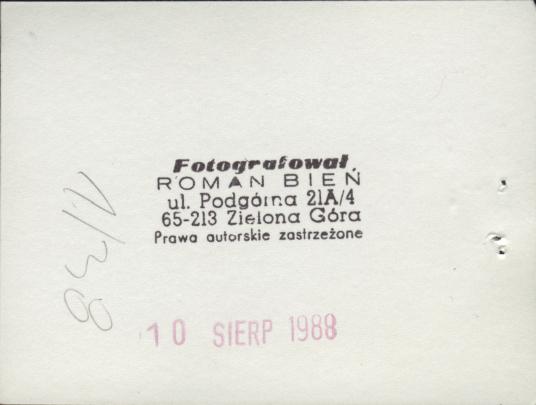 Fotografował
ROMAN BIEŃ
ul. Podgórna 21A/4
65-213 Zielona Góra
Prawa autorskie zastrzeżone
10 SIERP 1988